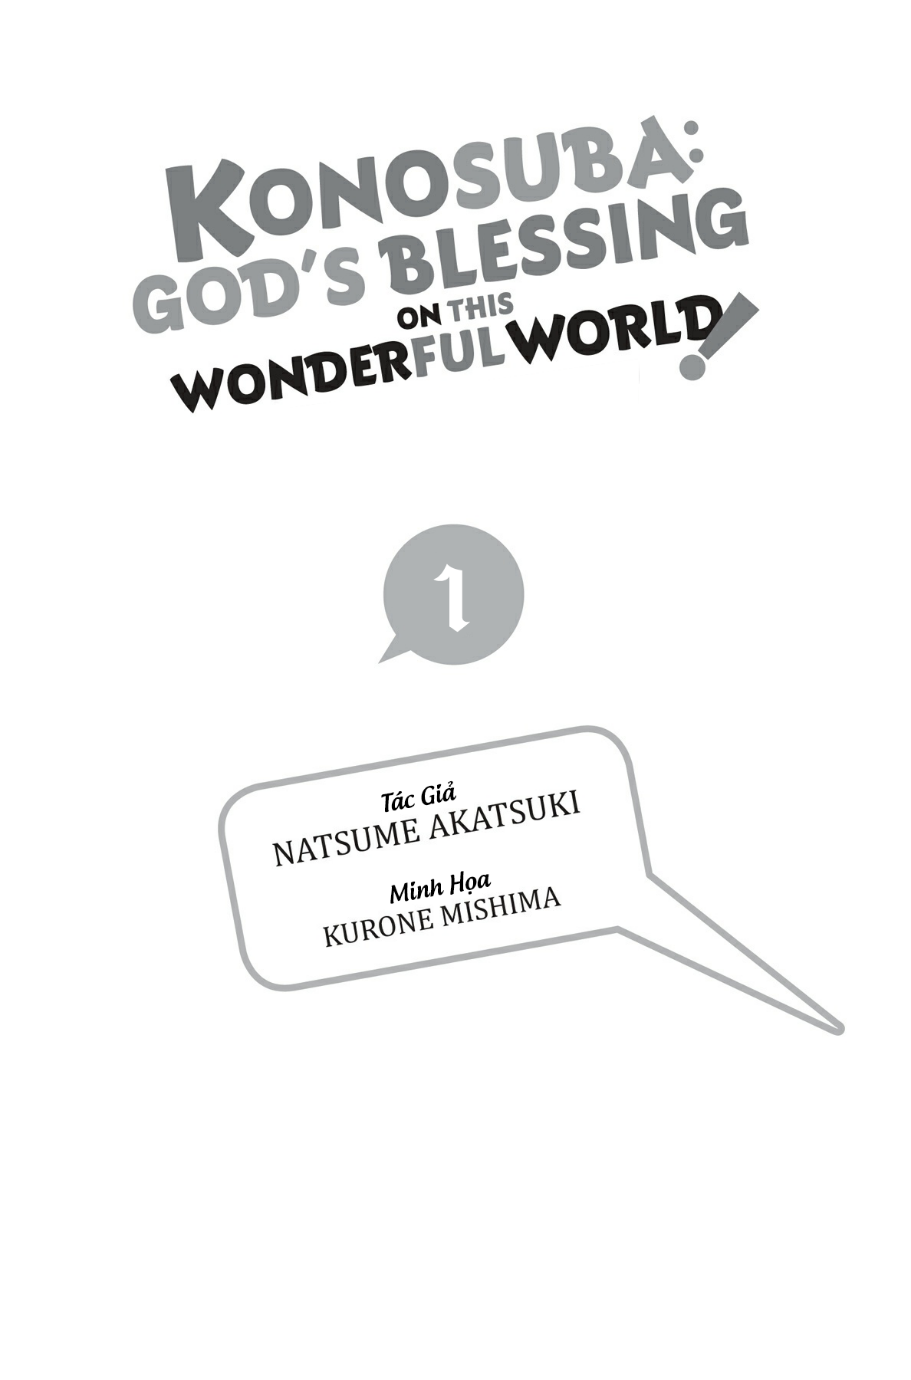 KONOSUBA:
GOD'S BLESSING
ON THIS
WONDERFUL WORLD!
1
Tác Giả
NATSUME AKATSUKI
Minh Họa
KURONE MISHIMA